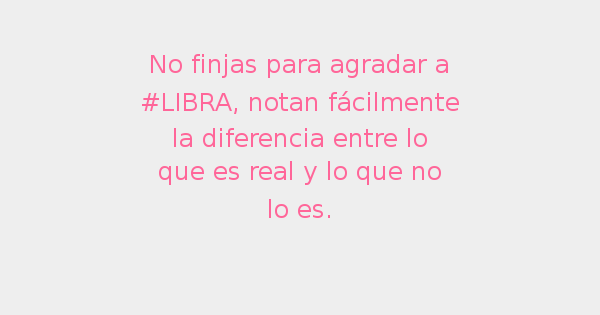 No finjas para agradar a
#LIBRA, notan fácilmente
la diferencia entre lo
que es real y lo que no
lo es.